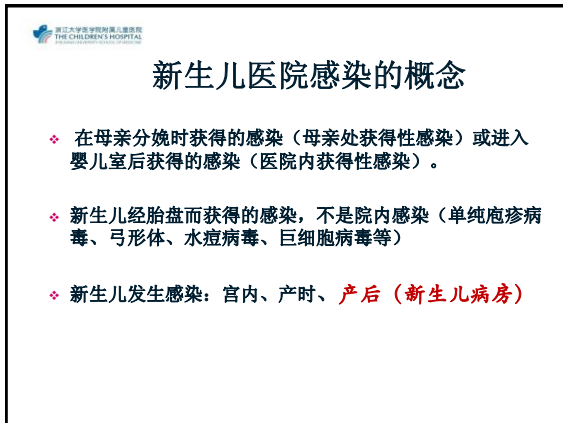 浙江大学医学院附属儿童医院
THE CHILDREN'S HOSPITAL
ZHEJIANG UNIVERSITY SCHOOL OF MEDICINE
新生儿医院感染的概念
在母亲分娩时获得的感染（母亲处获得性感染）或进入
婴儿室后获得的感染（医院内获得性感染）。
新生儿经胎盘而获得的感染，不是院内感染（单纯庖疹病
毒、弓形体、水痘病毒、巨细胞病毒等）
新生儿发生感染：宫内、产时、产后（新生儿病房）